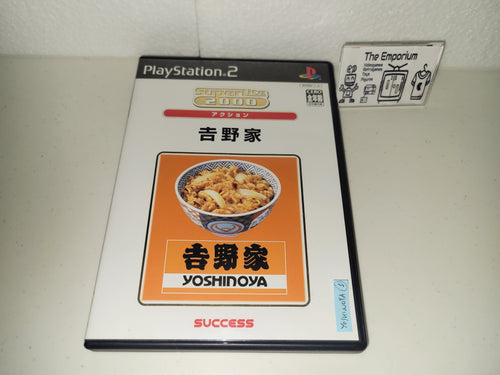 The Emporium
PlayStation 2
SuperLite
2000
アクション
吉野家
吉野家
YOSHINOYA
SUCCESS